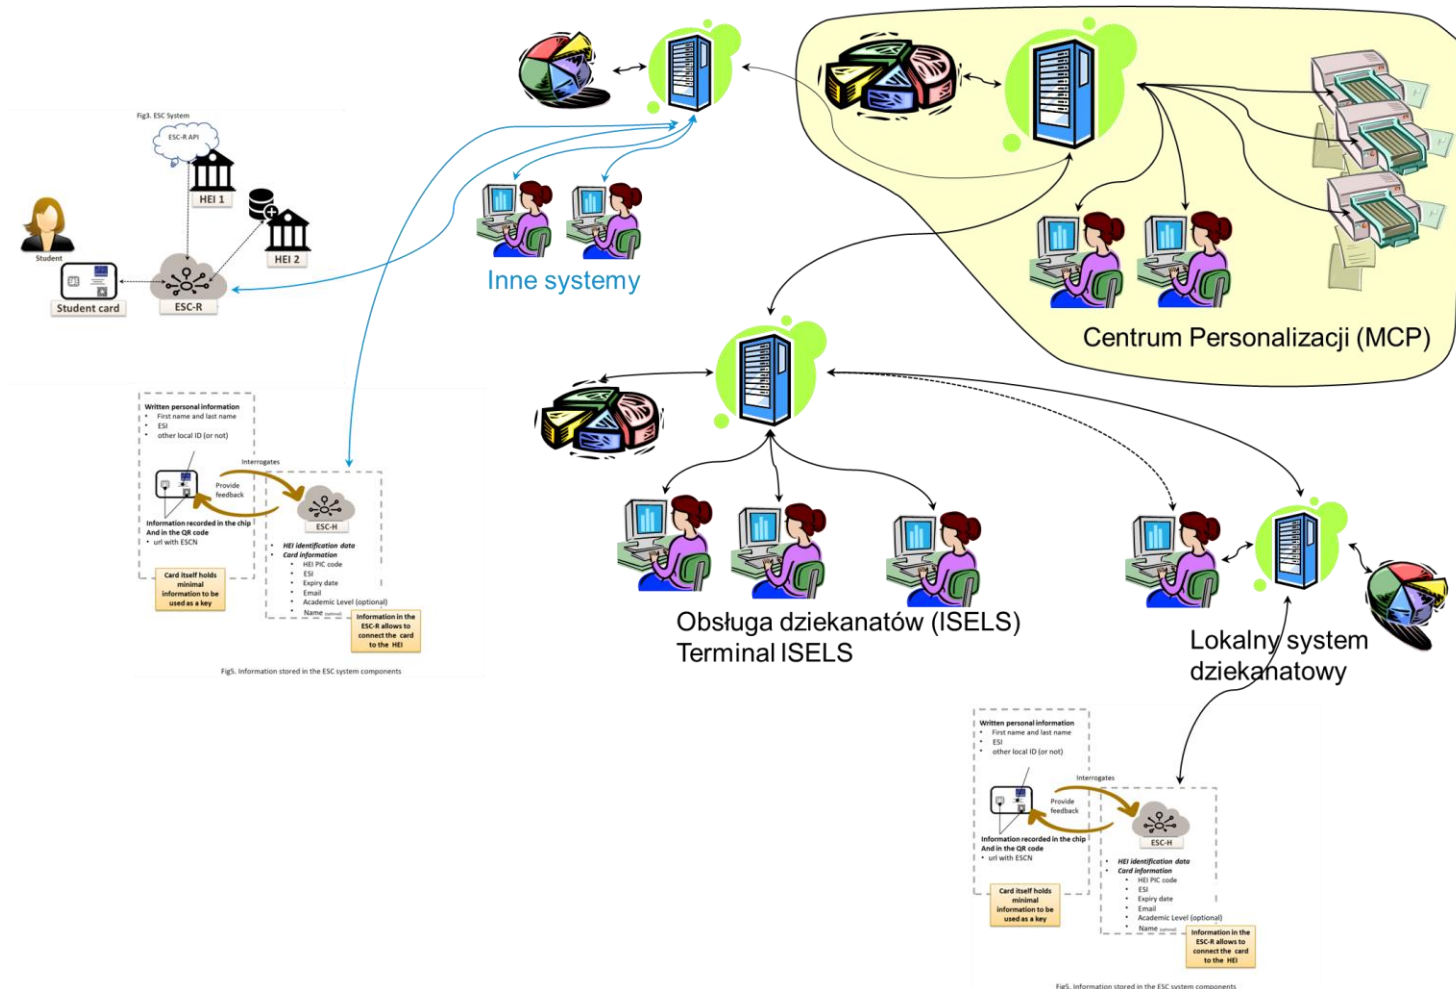 Fig3. ESC System
ESC-R API
HEI 1
HEI 2
Student
Student card
ESC-R
Inne systemy
Centrum Personalizacji (MCP)
Written personal information
• First name and last name
• ESI
• other local ID (or not)
Interrogates
Provide
feedback
ESC-H
Information recorded in the chip
And in the QR code
• url with ESCN
• HEI identification data
• Card information
• HEI PIC code
• ESI
• Expiry date
• Email
• Academic Level (optional)
• Name (optional)
Card itself holds
minimal
information to be
used as a key
Information in the
ESC-R allows to
connect the card
to the HEI
Fig5. Information stored in the ESC system components
Obsługa dziekanatów (ISELS)
Terminal ISELS
Lokalny system
dziekanatowy
Written personal information
• First name and last name
• ESI
• other local ID (or not)
Interrogates
Provide
feedback
ESC-H
Information recorded in the chip
And in the QR code
• url with ESCN
• HEI identification data
• Card information
• HEI PIC code
• ESI
• Expiry date
• Email
• Academic Level (optional)
• Name (optional)
Card itself holds
minimal
information to be
used as a key
Information in the
ESC-R allows to
connect the card
to the HEI
Fig5. Information stored in the ESC system components